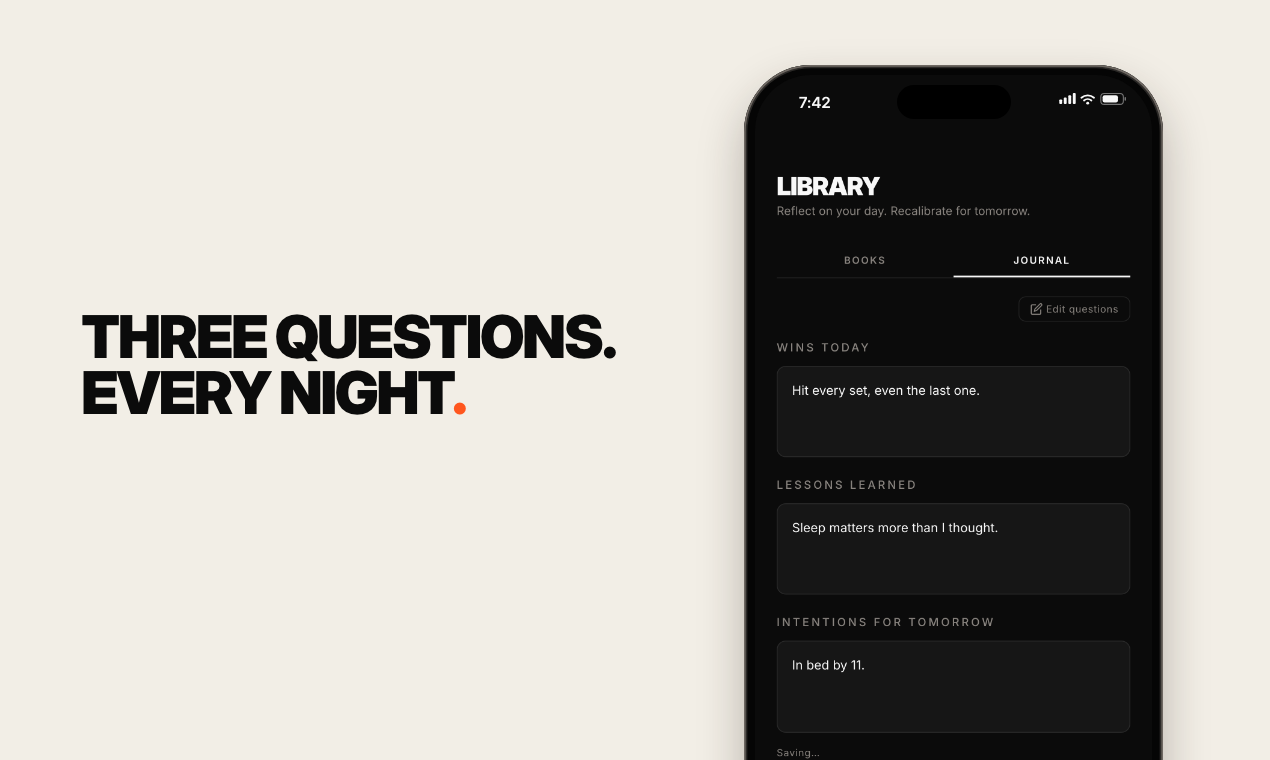 THREE QUESTIONS.
EVERY NIGHT.
7:42
LIBRARY
Reflect on your day. Recalibrate for tomorrow.
BOOKS
JOURNAL
Edit questions
WINS TODAY
Hit every set, even the last one.
LESSONS LEARNED
Sleep matters more than I thought.
INTENTIONS FOR TOMORROW
In bed by 11.
Saving...